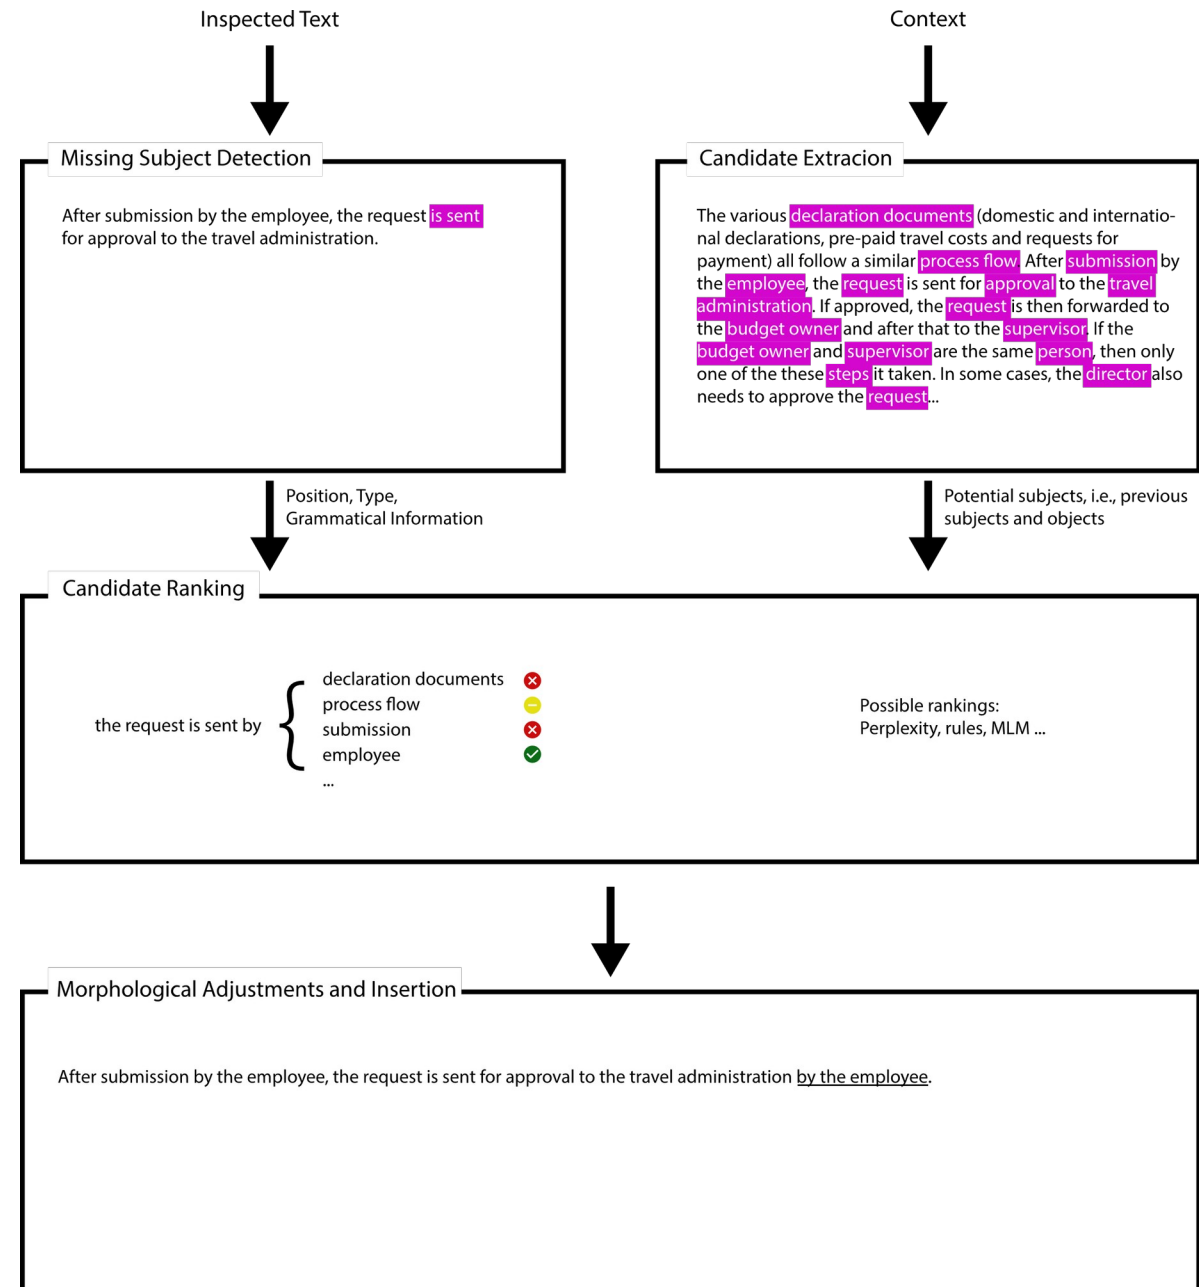 Inspected Text
Context
Missing Subject Detection
After submission by the employee, the request is sent
for approval to the travel administration.
Candidate Extracion
The various declaration documents (domestic and internatio-
nal declarations, pre-paid travel costs and requests for
payment) all follow a similar process flow. After submission by
the employee, the request is sent for approval to the travel
administration. If approved, the request is then forwarded to
the budget owner and after that to the supervisor. If the
budget owner and supervisor are the same person, then only
one of the these steps it taken. In some cases, the director also
needs to approve the request...
Position, Type,
Grammatical Information
Potential subjects, i.e., previous
subjects and objects
Candidate Ranking
the request is sent by
declaration documents
process flow
submission
employee
...
Possible rankings:
Perplexity, rules, MLM ...
Morphological Adjustments and Insertion
After submission by the employee, the request is sent for approval to the travel administration by the employee.